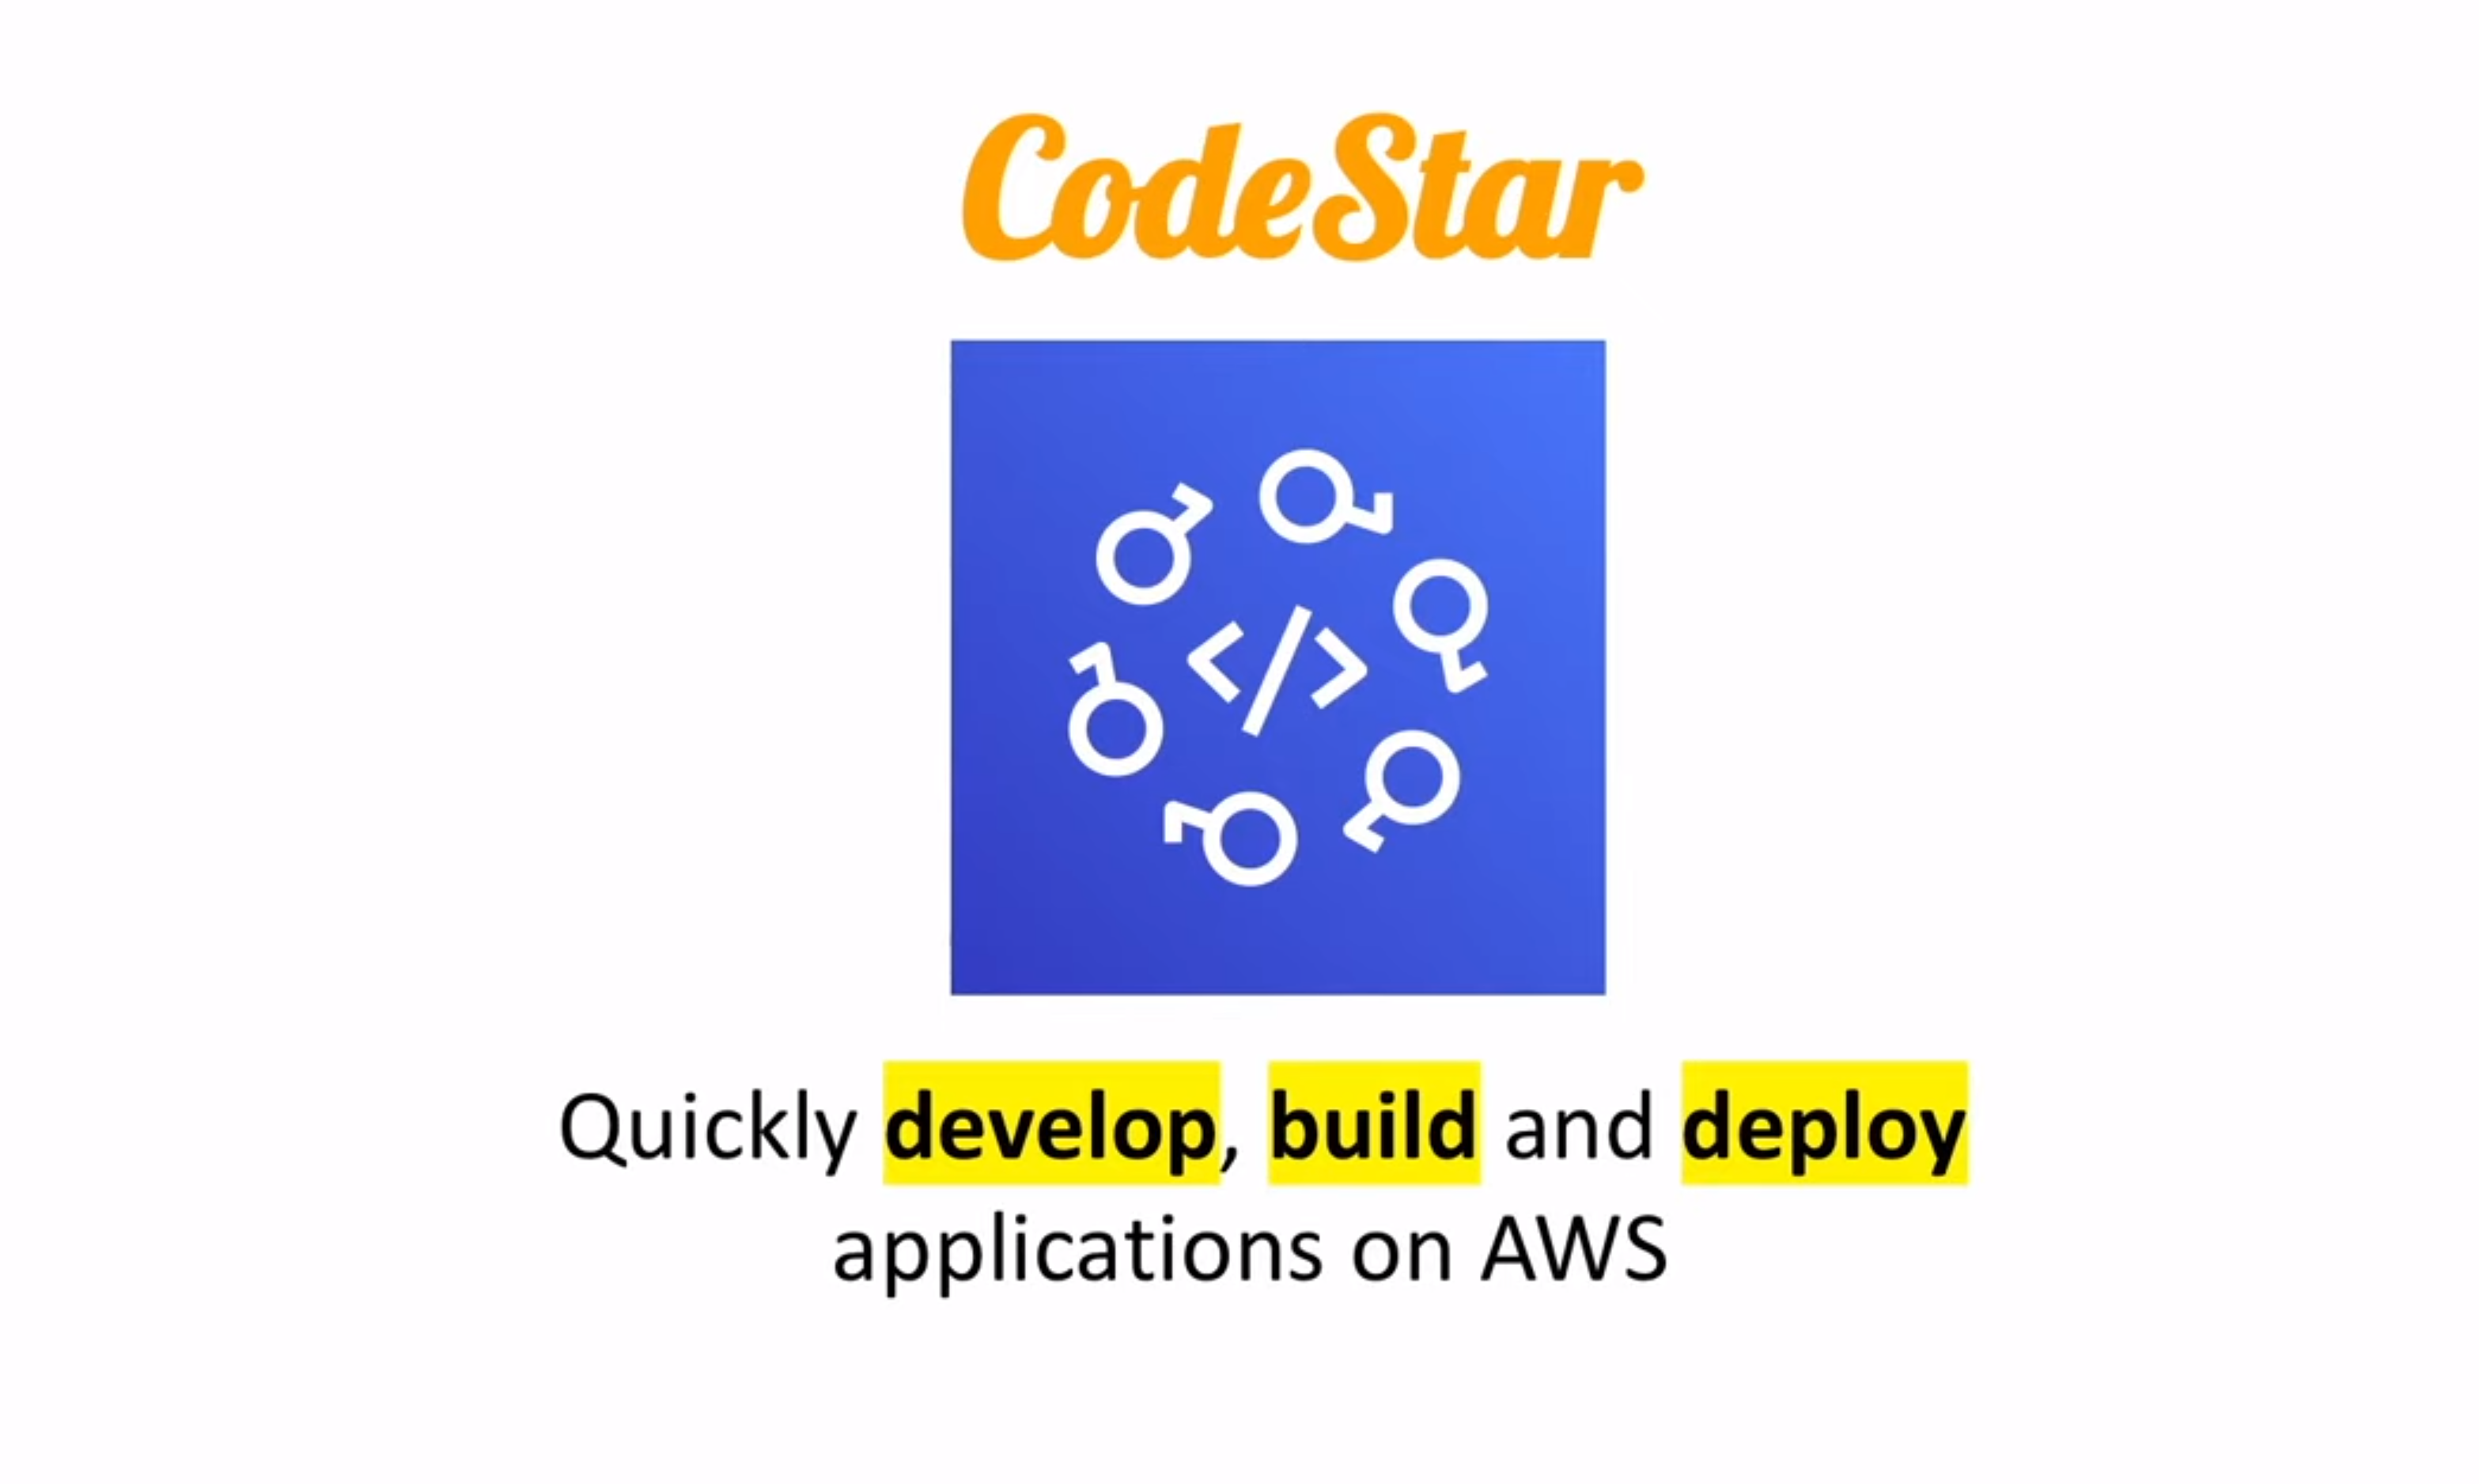 CodeStar
</>
Quickly develop, build and deploy
applications on AWS